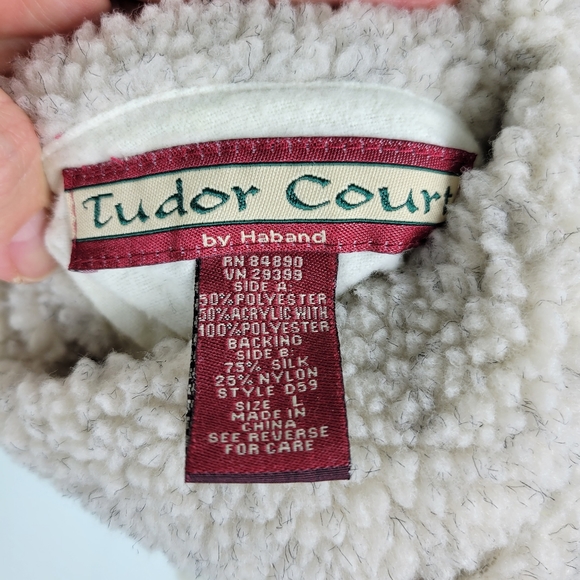 Tudor Court
by Haband
RN 84890
VN 29399
SIDE A:
50% POLYESTER
50% ACRYLIC WITH
100% POLYESTER
BACKING
SIDE B:
75% SILK
25% NYLON
STYLE D59
SIZE L
MADE IN
CHINA
SEE REVERSE
FOR CARE